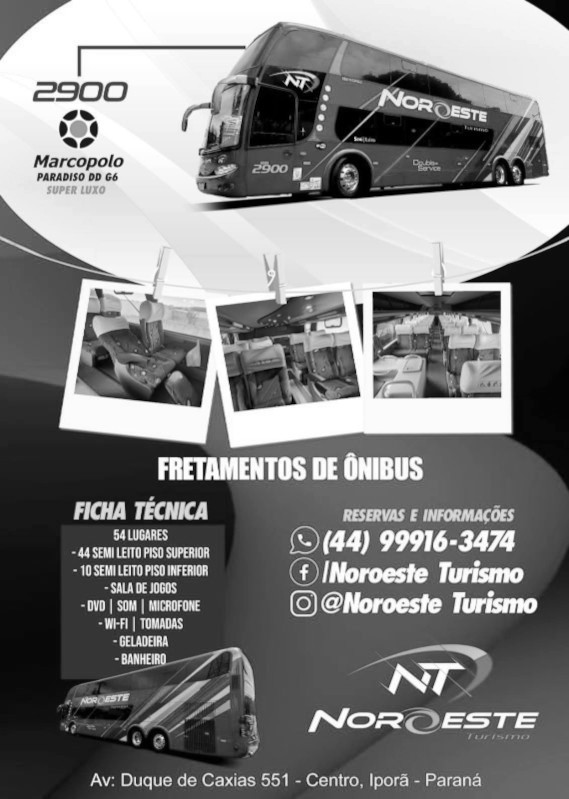 2900
Marcopolo
PARADISO DD G6
SUPER LUXO
NT
NOROESTE
Double Service
2900
FRETAMENTOS DE ÔNIBUS
FICHA TÉCNICA
54 LUGARES
- 44 SEMI LEITO PISO SUPERIOR
- 10 SEMI LEITO PISO INFERIOR
- SALA DE JOGOS
- DVD | SOM | MICROFONE
- WI-FI | TOMADAS
- GELADEIRA
- BANHEIRO
RESERVAS E INFORMAÇÕES
(44) 99916-3474
/Noroeste Turismo
@Noroeste Turismo
NOROESTE
NT
NOROESTE
Turismo
Av: Duque de Caxias 551 - Centro, Iporã - Paraná